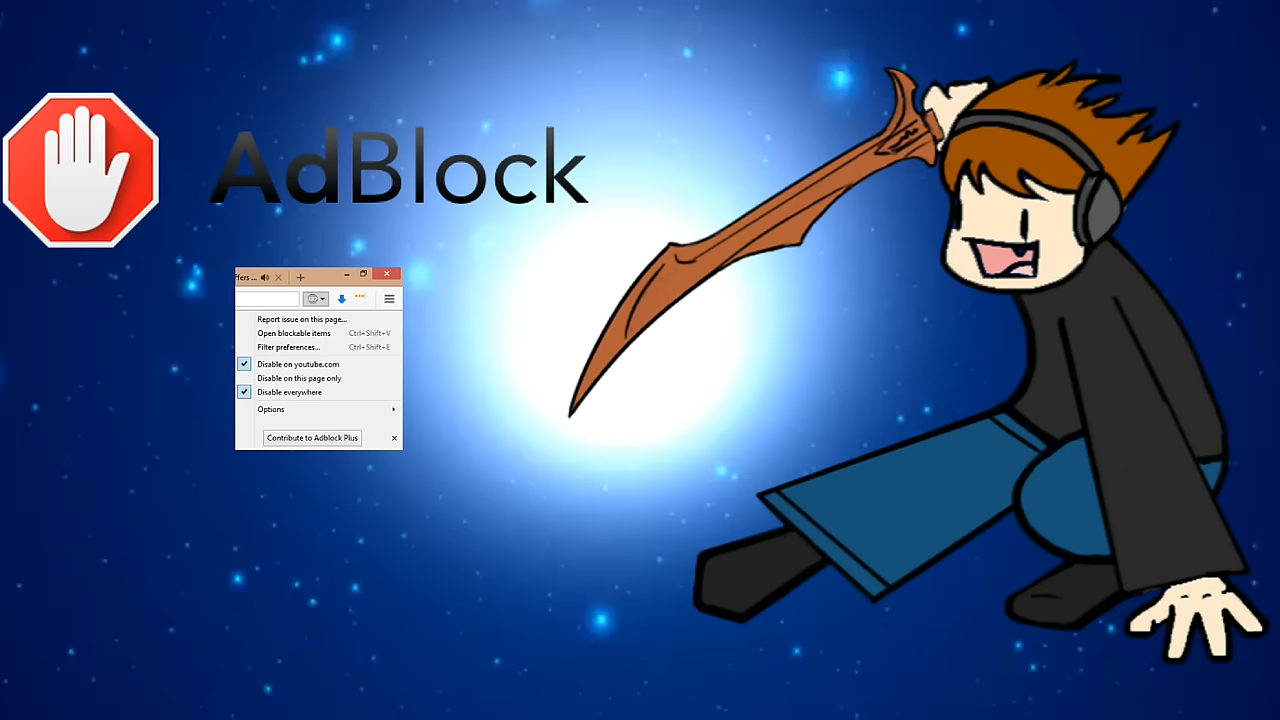 AdBlock
ffers ...
Report issue on this page...
Open blockable items Ctrl+Shift+V
Filter preferences... Ctrl+Shift+E
Disable on youtube.com
Disable on this page only
Disable everywhere
Options
Contribute to Adblock Plus